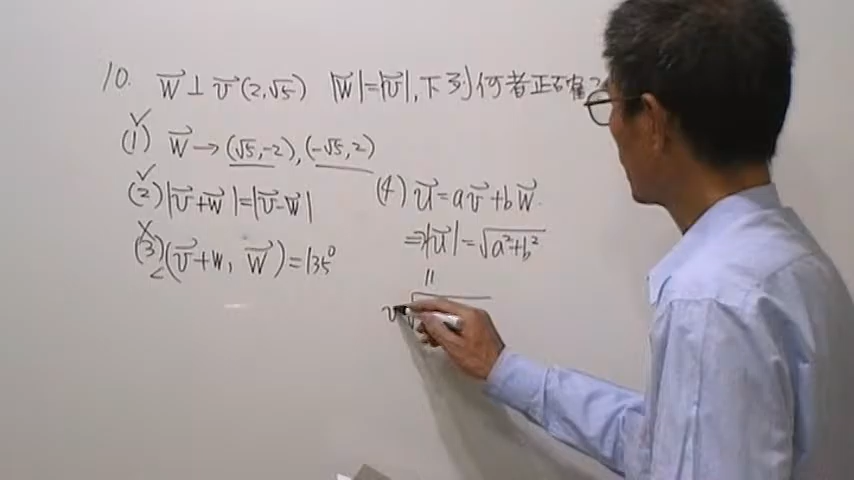 10. w⃗⊥v⃗(2,√5) |w⃗|=|v⃗|,下列何者正確?
(1)✓ w⃗→(√5,-2),(-√5,2)
(2)✓ |v⃗+w⃗|=|v⃗-w⃗|
(3)✗ ∠(v⃗+w, w⃗)=135°
(4) u⃗=av⃗+bw⃗.
⇒|u⃗|=√a²+b²
||